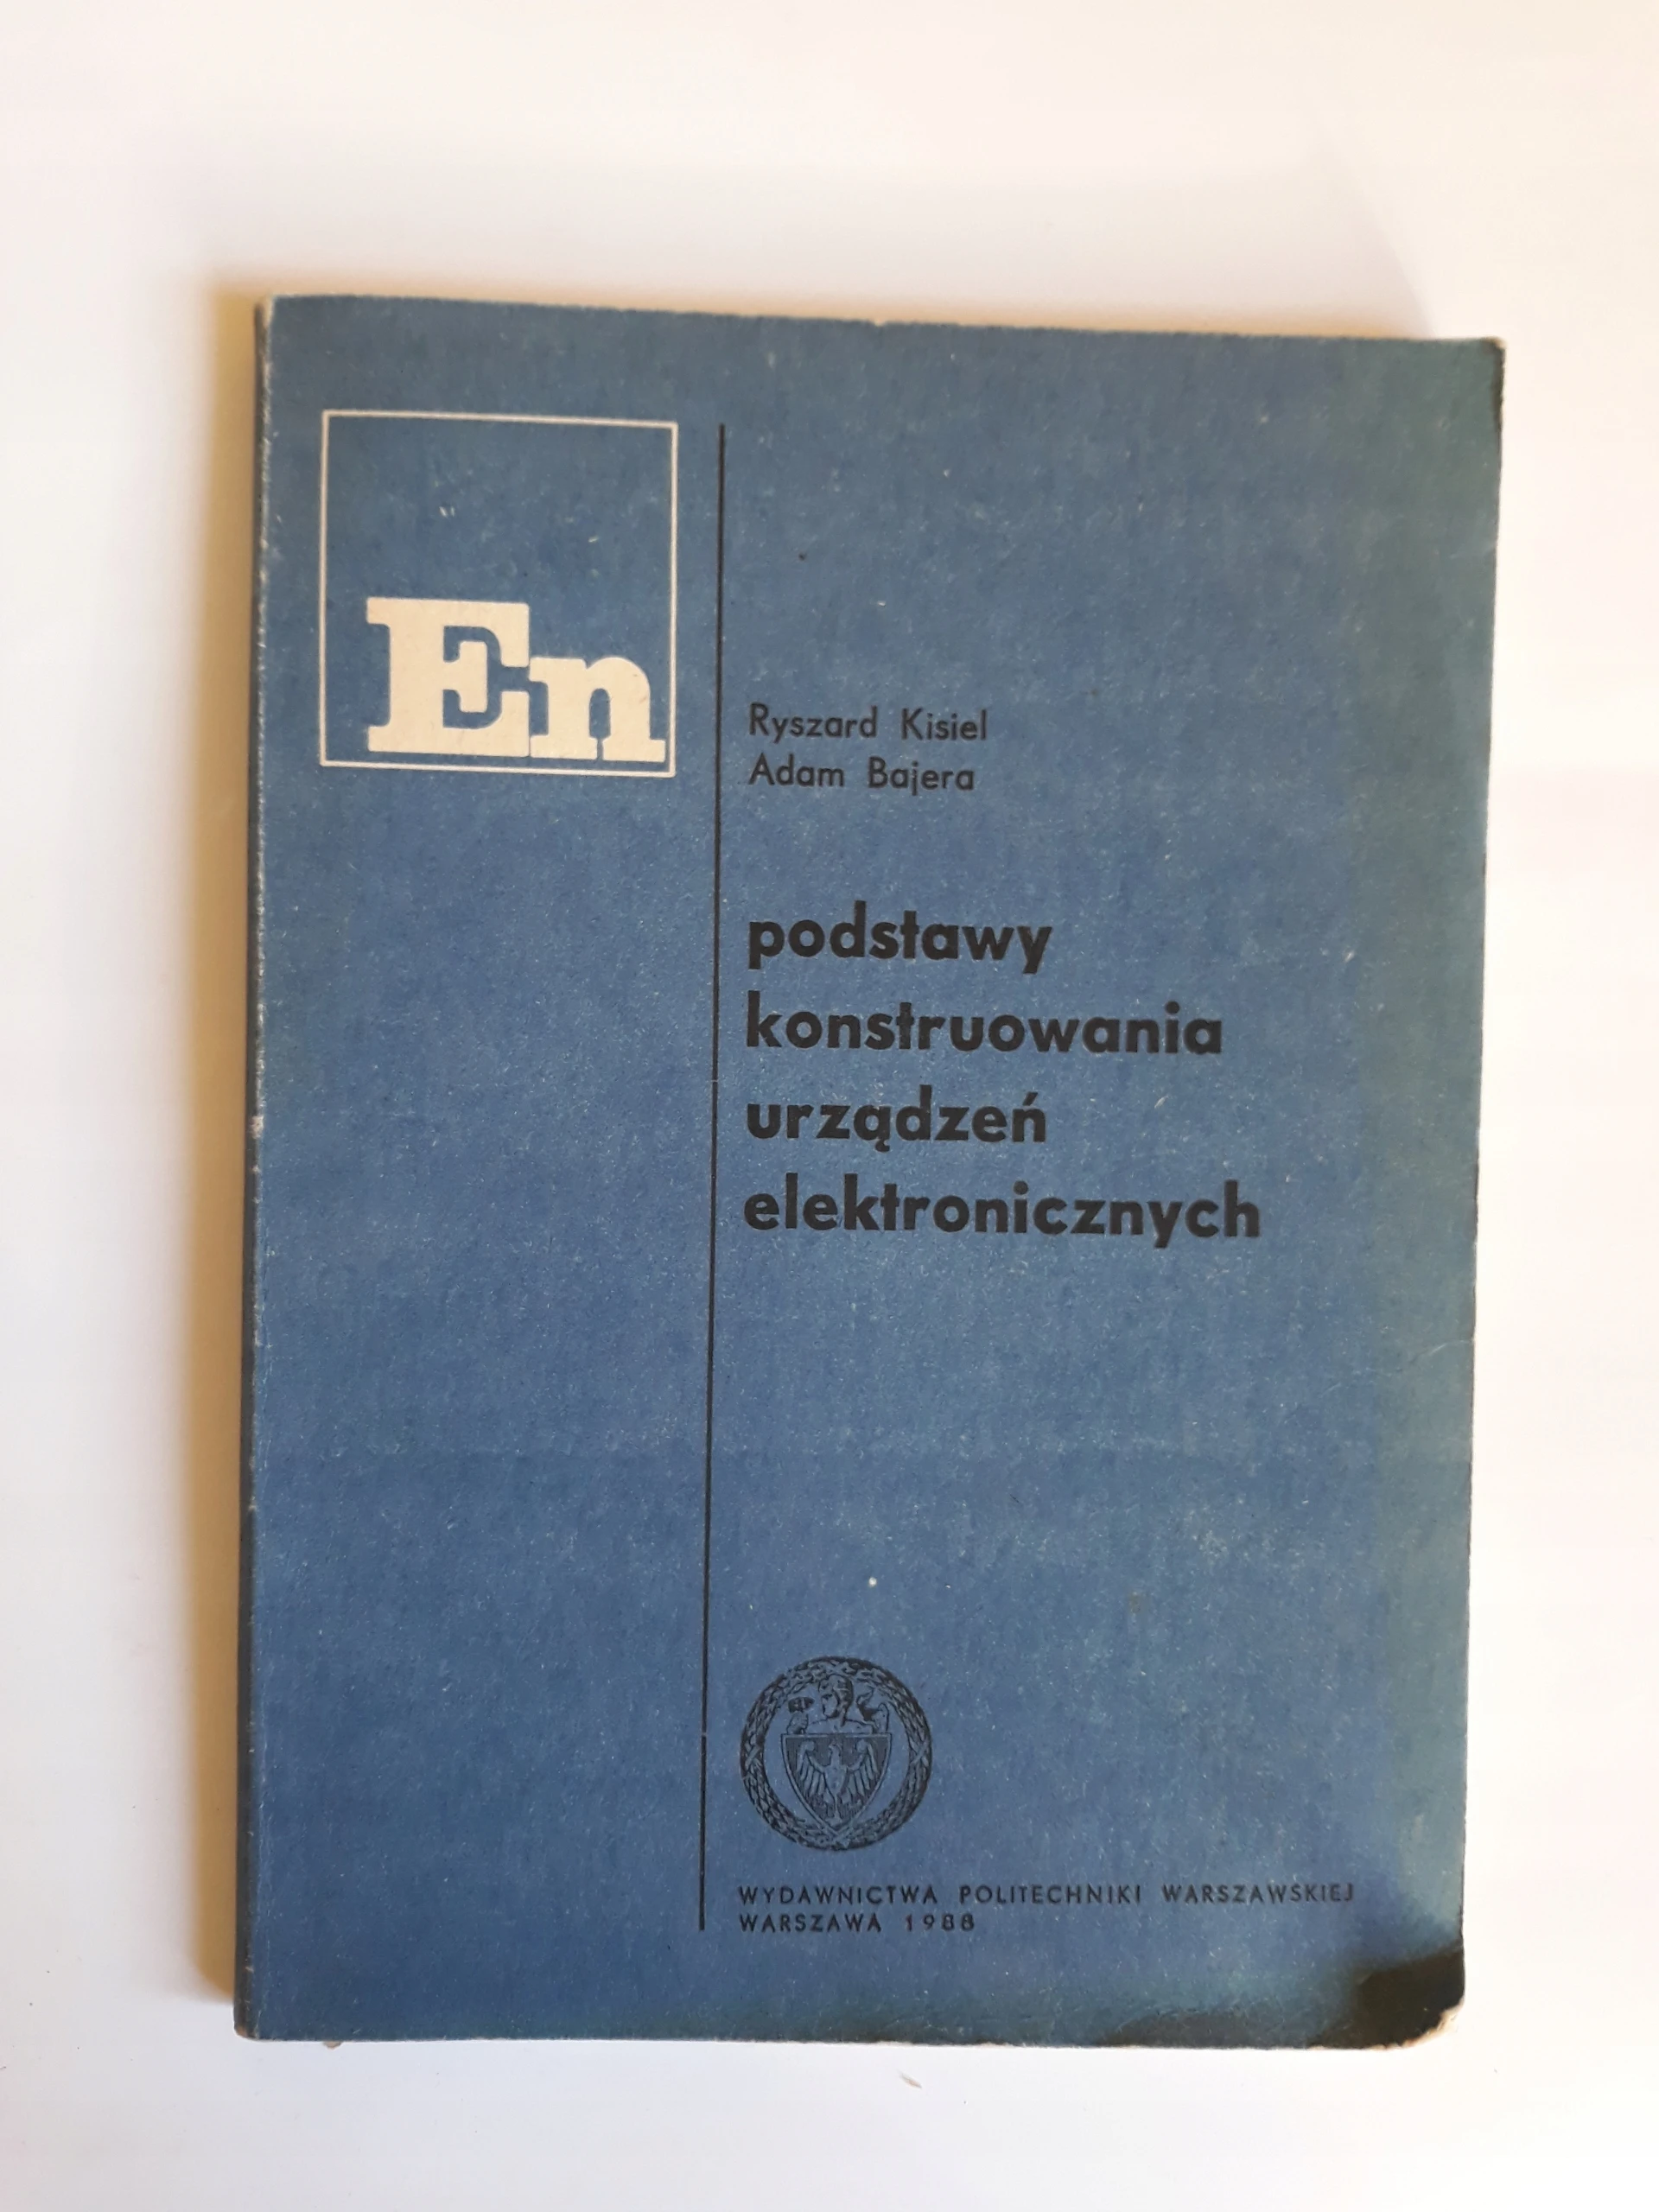 En
Ryszard Kisiel
Adam Bajera
podstawy
konstruowania
urządzeń
elektronicznych
WYDAWNICTWA POLITECHNIKI WARSZAWSKIEJ
WARSZAWA 1988